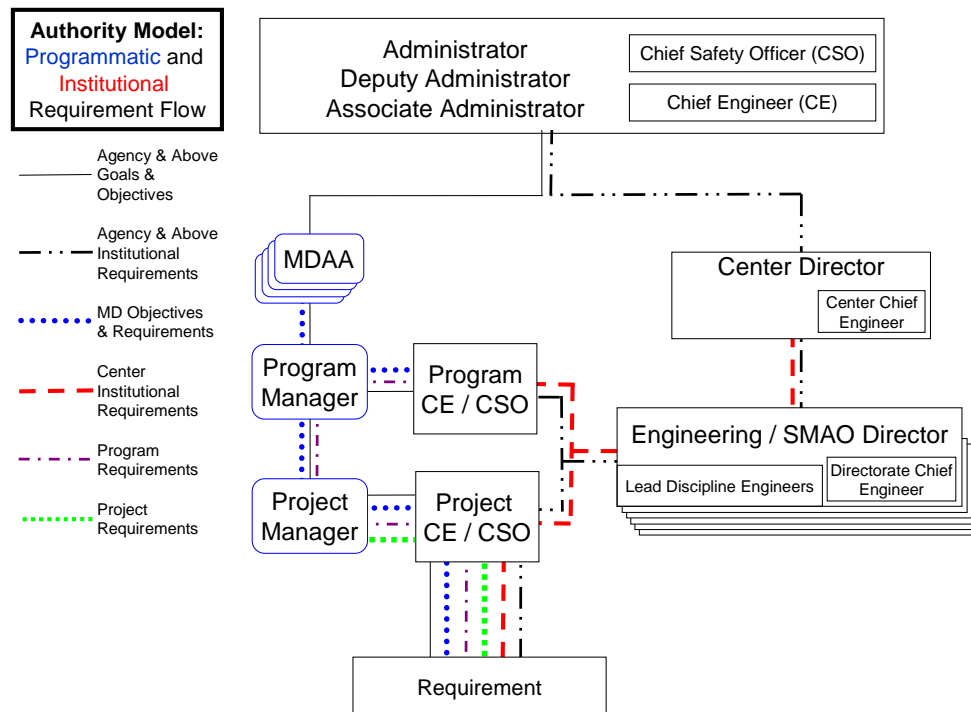 Authority Model:
Programmatic and
Institutional
Requirement Flow
Agency & Above
Goals &
Objectives
Agency & Above
Institutional
Requirements
MD Objectives
& Requirements
Center
Institutional
Requirements
Program
Requirements
Project
Requirements
Administrator
Deputy Administrator
Associate Administrator
Chief Safety Officer (CSO)
Chief Engineer (CE)
MDAA
Center Director
Center Chief
Engineer
Program
Manager
Program
CE / CSO
Engineering / SMAO Director
Lead Discipline Engineers
Directorate Chief
Engineer
Project
Manager
Project
CE / CSO
Requirement